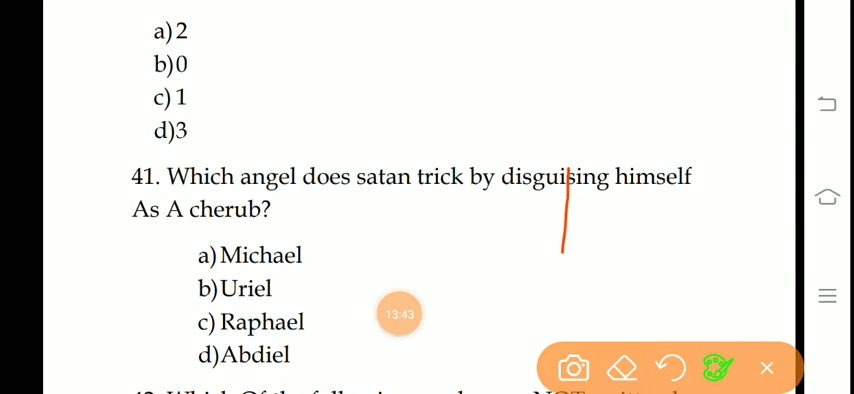 a) 2
b)0
c) 1
d)3
41. Which angel does satan trick by disguising himself
As A cherub?
a) Michael
b)Uriel
c) Raphael
d)Abdiel
13:43